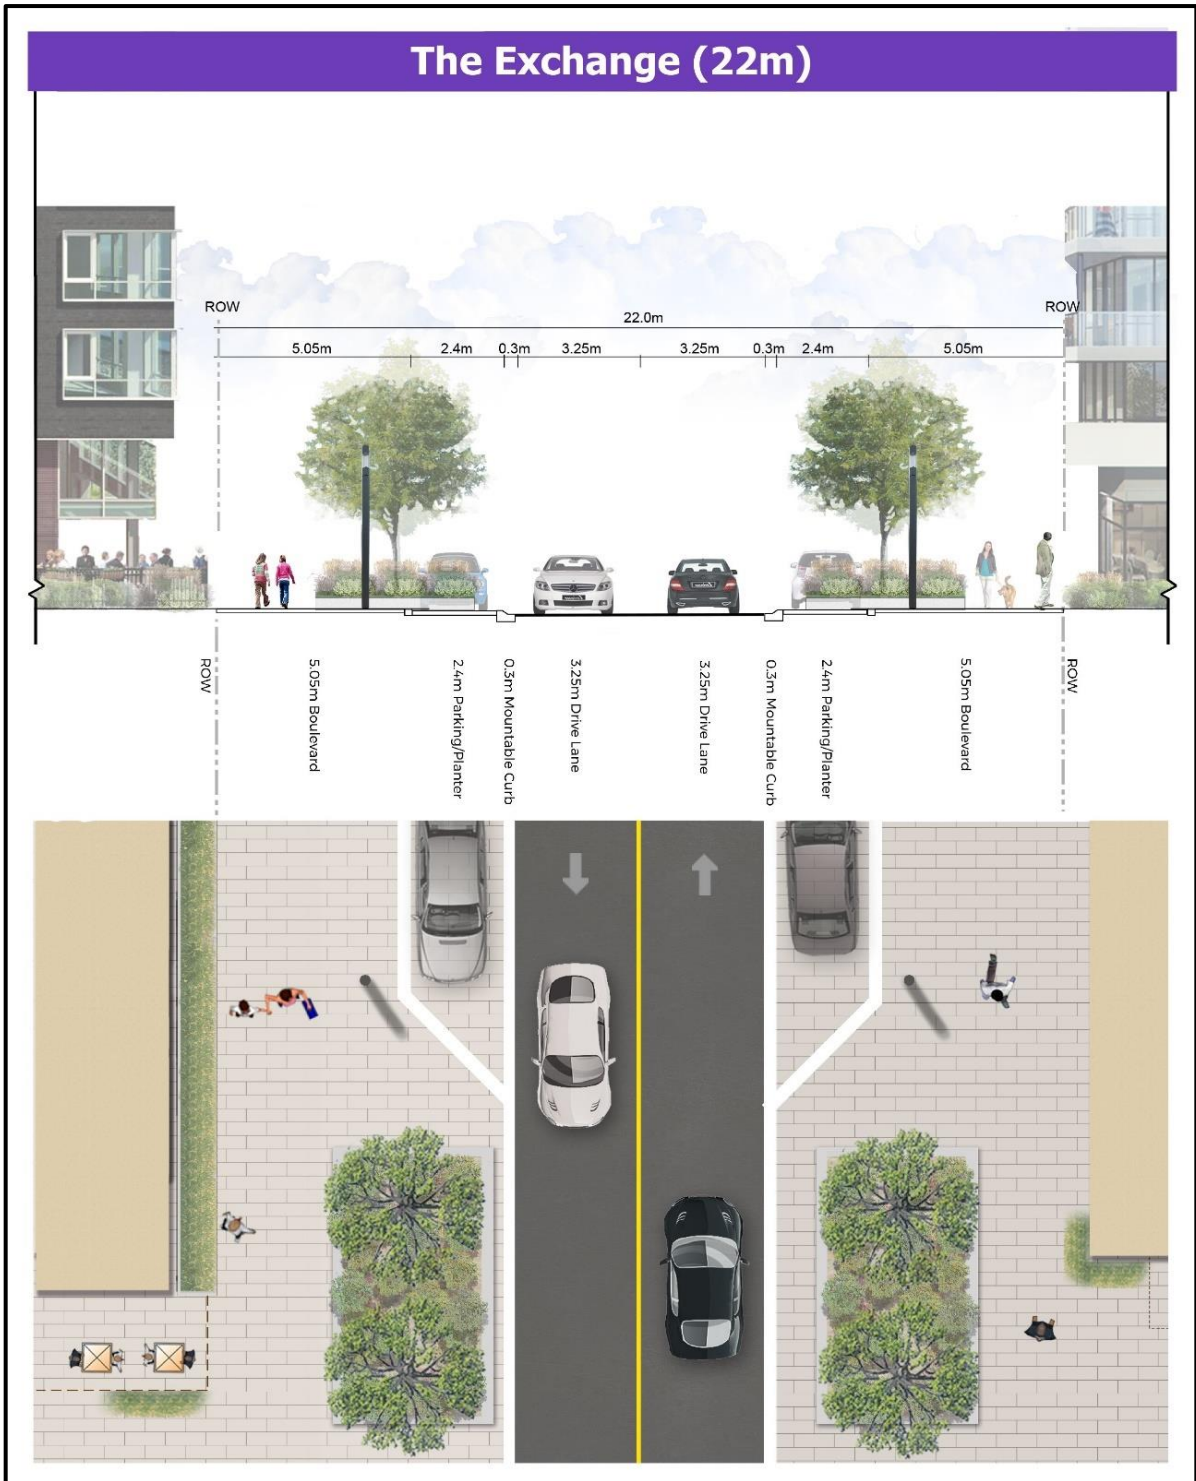 The Exchange (22m)
ROW
ROW
22.0m
5.05m
2.4m
0.3m
3.25m
3.25m
0.3m
2.4m
5.05m
ROW
5.05m Boulevard
2.4m Parking/Planter
0.3m Mountable Curb
3.25m Drive Lane
3.25m Drive Lane
0.3m Mountable Curb
2.4m Parking/Planter
5.05m Boulevard
ROW